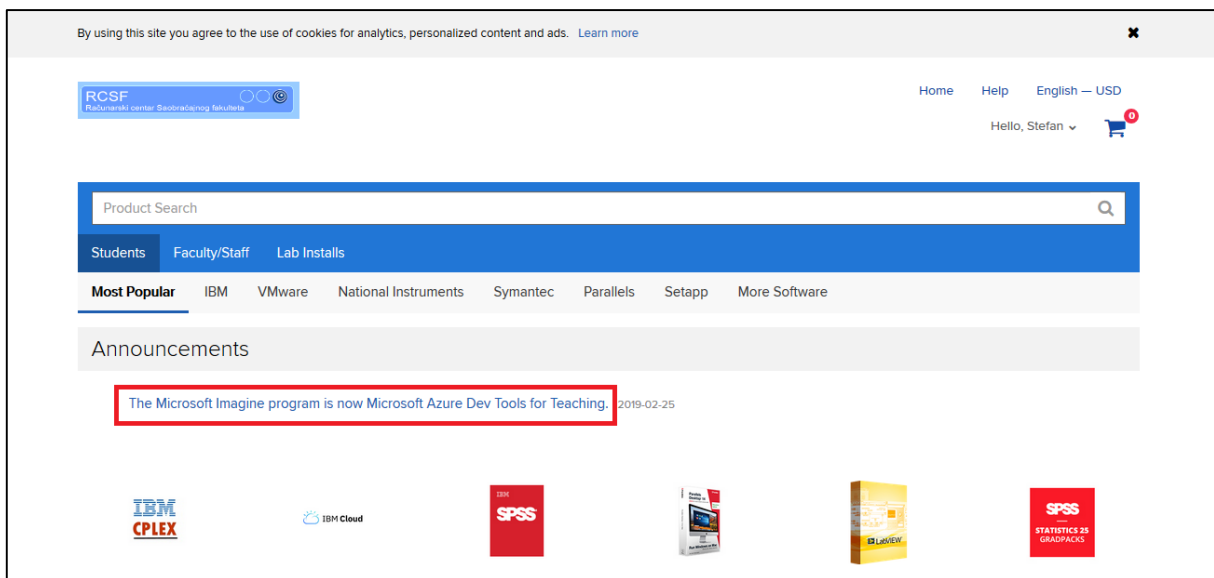 By using this site you agree to the use of cookies for analytics, personalized content and ads. Learn more
RCSF
Računarski centar Saobraćajnog fakulteta
Home Help English — USD
Hello, Stefan
0
Product Search
Students Faculty/Staff Lab Installs
Most Popular IBM VMware National Instruments Symantec Parallels Setapp More Software
Announcements
The Microsoft Imagine program is now Microsoft Azure Dev Tools for Teaching. 2019-02-25
IBM
CPLEX
IBM Cloud
IBM
SPSS
LabVIEW
SPSS
STATISTICS 25
GRADPACKS